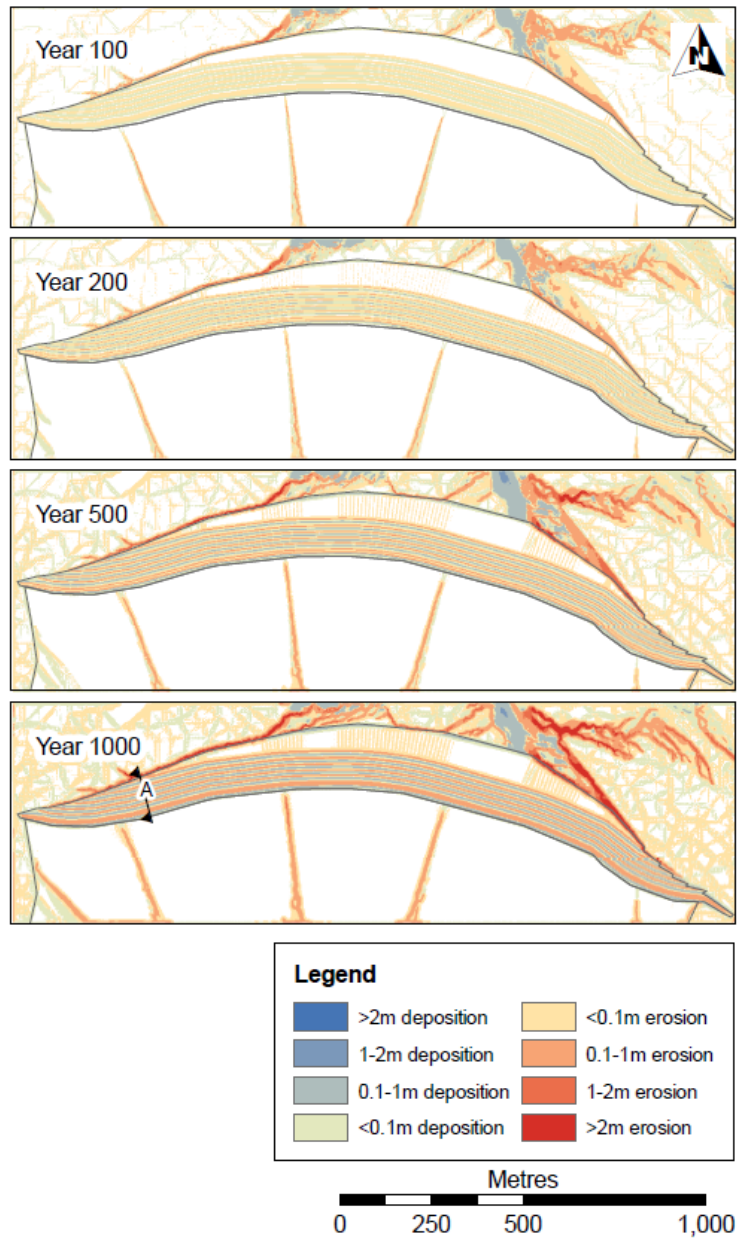 Year 100
N
Year 200
Year 500
Year 1000
A
Legend
>2m deposition
<0.1m erosion
1-2m deposition
0.1-1m erosion
0.1-1m deposition
1-2m erosion
<0.1m deposition
>2m erosion
Metres
0 250 500 1,000